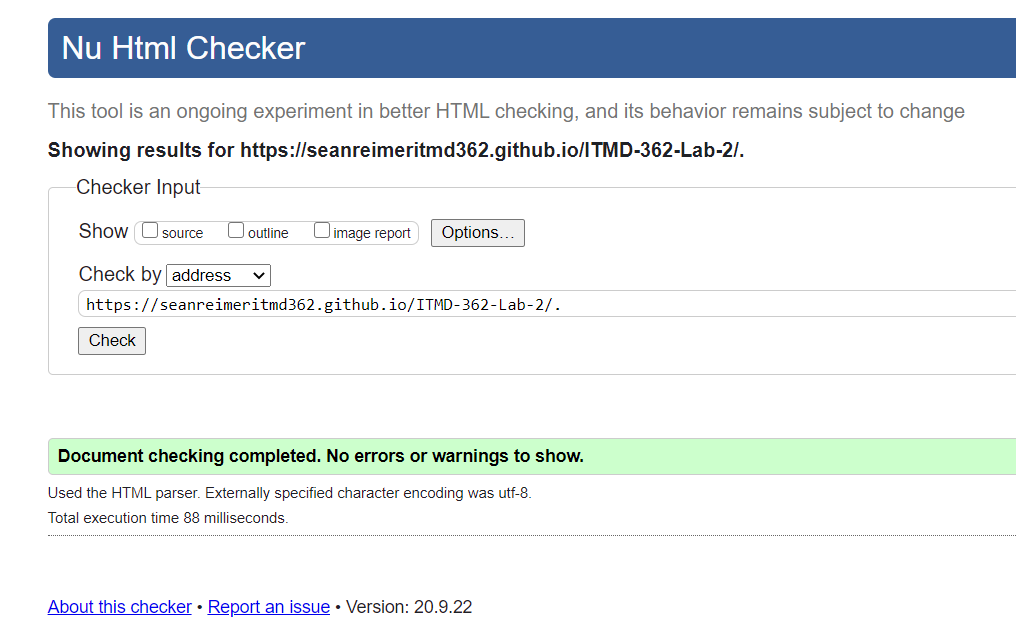 Nu Html Checker
This tool is an ongoing experiment in better HTML checking, and its behavior remains subject to change
Showing results for https://seanreimeritmd362.github.io/ITMD-362-Lab-2/.
Checker Input
Show source outline image report Options...
Check by address
https://seanreimeritmd362.github.io/ITMD-362-Lab-2/.
Check
Document checking completed. No errors or warnings to show.
Used the HTML parser. Externally specified character encoding was utf-8.
Total execution time 88 milliseconds.
About this checker • Report an issue • Version: 20.9.22